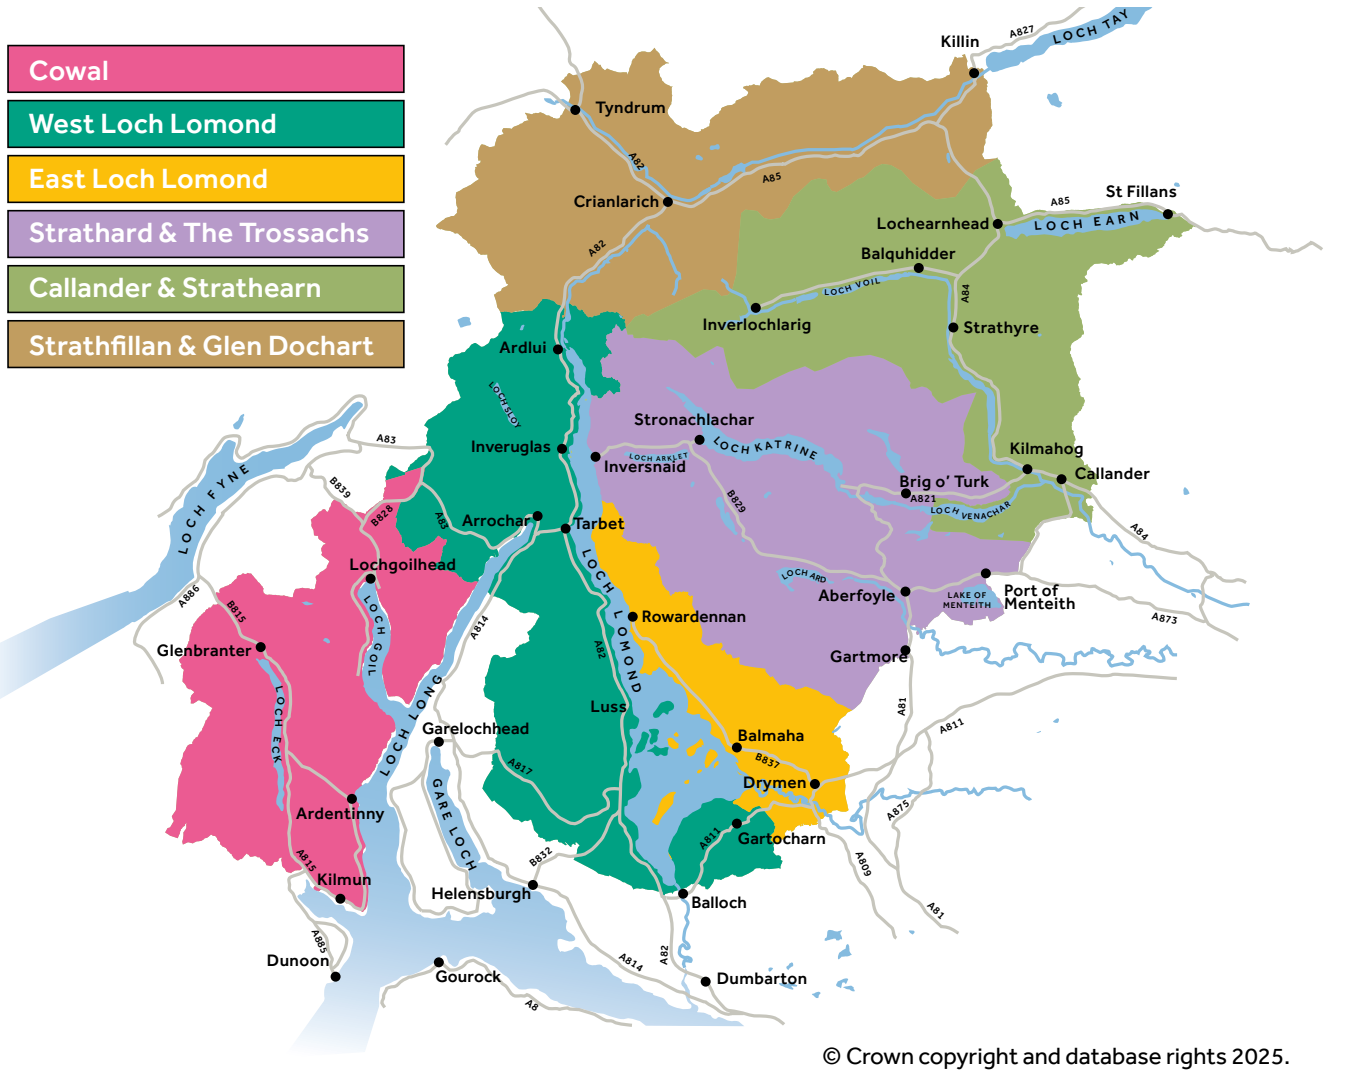 Cowal
West Loch Lomond
East Loch Lomond
Strathard & The Trossachs
Callander & Strathearn
Strathfillan & Glen Dochart
Killin
A827
LOCH TAY
Tyndrum
A82
A85
Crianlarich
A82
St Fillans
A85
Lochearnhead
LOCH EARN
Balquhidder
LOCH VOIL
A84
Inverlochlarig
Strathyre
Ardlui
LOCH SLOY
Stronachlachar
A83
Inveruglas
LOCH KATRINE
Kilmahog
LOCH ARKLET
Inversnaid
Callander
LOCH FYNE
B839
Brig o’ Turk
A821
B829
LOCH VENACHAR
B828
A83
Arrochar
Tarbet
A84
Lochgoilhead
LOCH ARD
Aberfoyle
LAKE OF
MENTEITH
Port of
Menteith
A886
B815
LOCH GOIL
A814
LOCH LOMOND
Rowardennan
A873
Glenbranter
A82
Gartmore
LOCH ECK
LOCH LONG
Luss
A81
A811
Garelochhead
Balmaha
B837
A817
Drymen
GARE LOCH
Ardentinny
A811
Gartocharn
A875
A815
B832
A809
Kilmun
Helensburgh
Balloch
A81
A885
Dunoon
A814
A82
Gourock
Dumbarton
A8
© Crown copyright and database rights 2025.